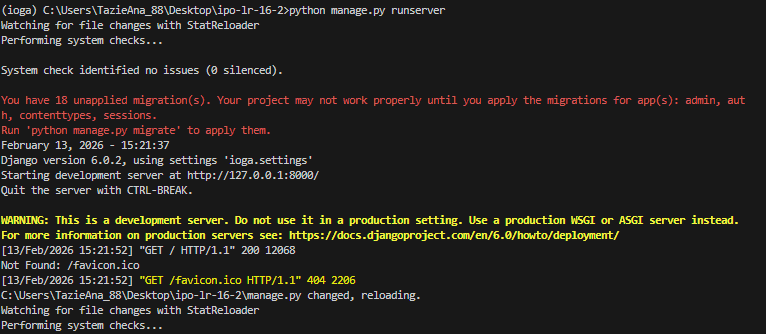 (ioga) C:\Users\TazieAna_88\Desktop\ipo-lr-16-2>python manage.py runserver
Watching for file changes with StatReloader
Performing system checks...
System check identified no issues (0 silenced).
You have 18 unapplied migration(s). Your project may not work properly until you apply the migrations for app(s): admin, aut
h, contenttypes, sessions.
Run 'python manage.py migrate' to apply them.
February 13, 2026 - 15:21:37
Django version 6.0.2, using settings 'ioga.settings'
Starting development server at http://127.0.0.1:8000/
Quit the server with CTRL-BREAK.
WARNING: This is a development server. Do not use it in a production setting. Use a production WSGI or ASGI server instead.
For more information on production servers see: https://docs.djangoproject.com/en/6.0/howto/deployment/
[13/Feb/2026 15:21:52] "GET / HTTP/1.1" 200 12068
Not Found: /favicon.ico
[13/Feb/2026 15:21:52] "GET /favicon.ico HTTP/1.1" 404 2206
C:\Users\TazieAna_88\Desktop\ipo-lr-16-2\manage.py changed, reloading.
Watching for file changes with StatReloader
Performing system checks...